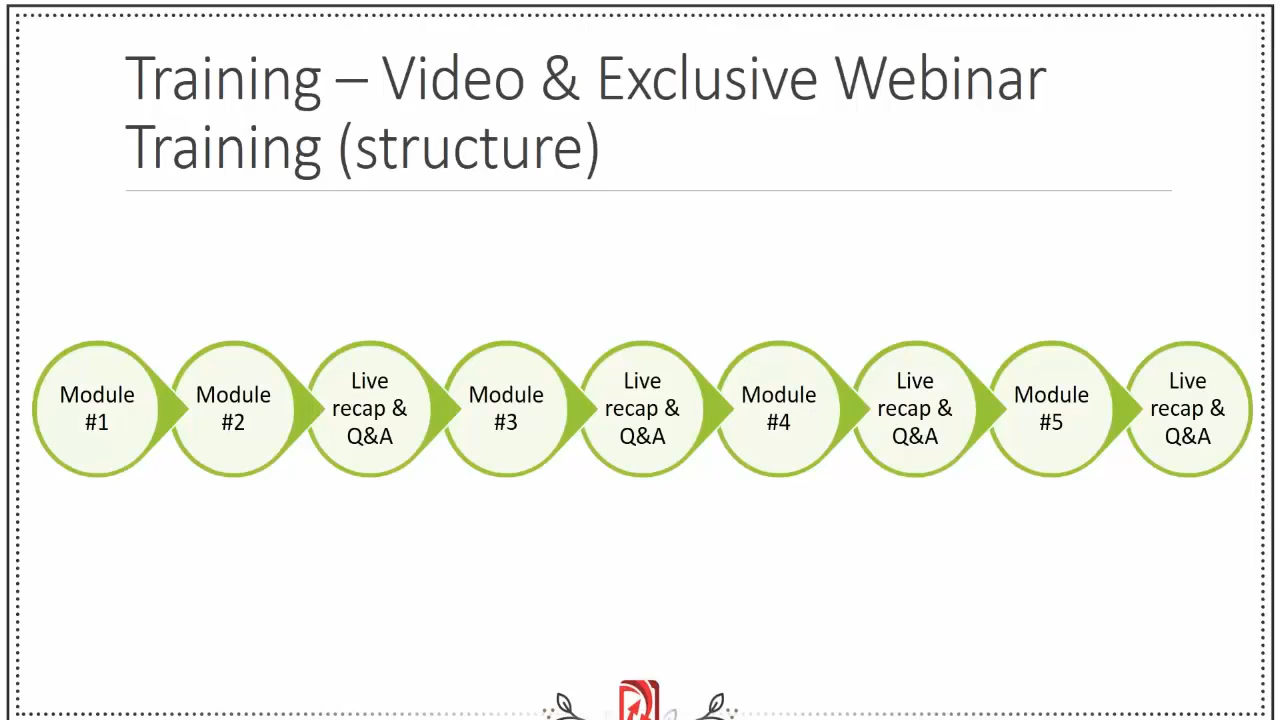 Training – Video & Exclusive Webinar
Training (structure)
Module
#1
Module
#2
Live
recap &
Q&A
Module
#3
Live
recap &
Q&A
Module
#4
Live
recap &
Q&A
Module
#5
Live
recap &
Q&A